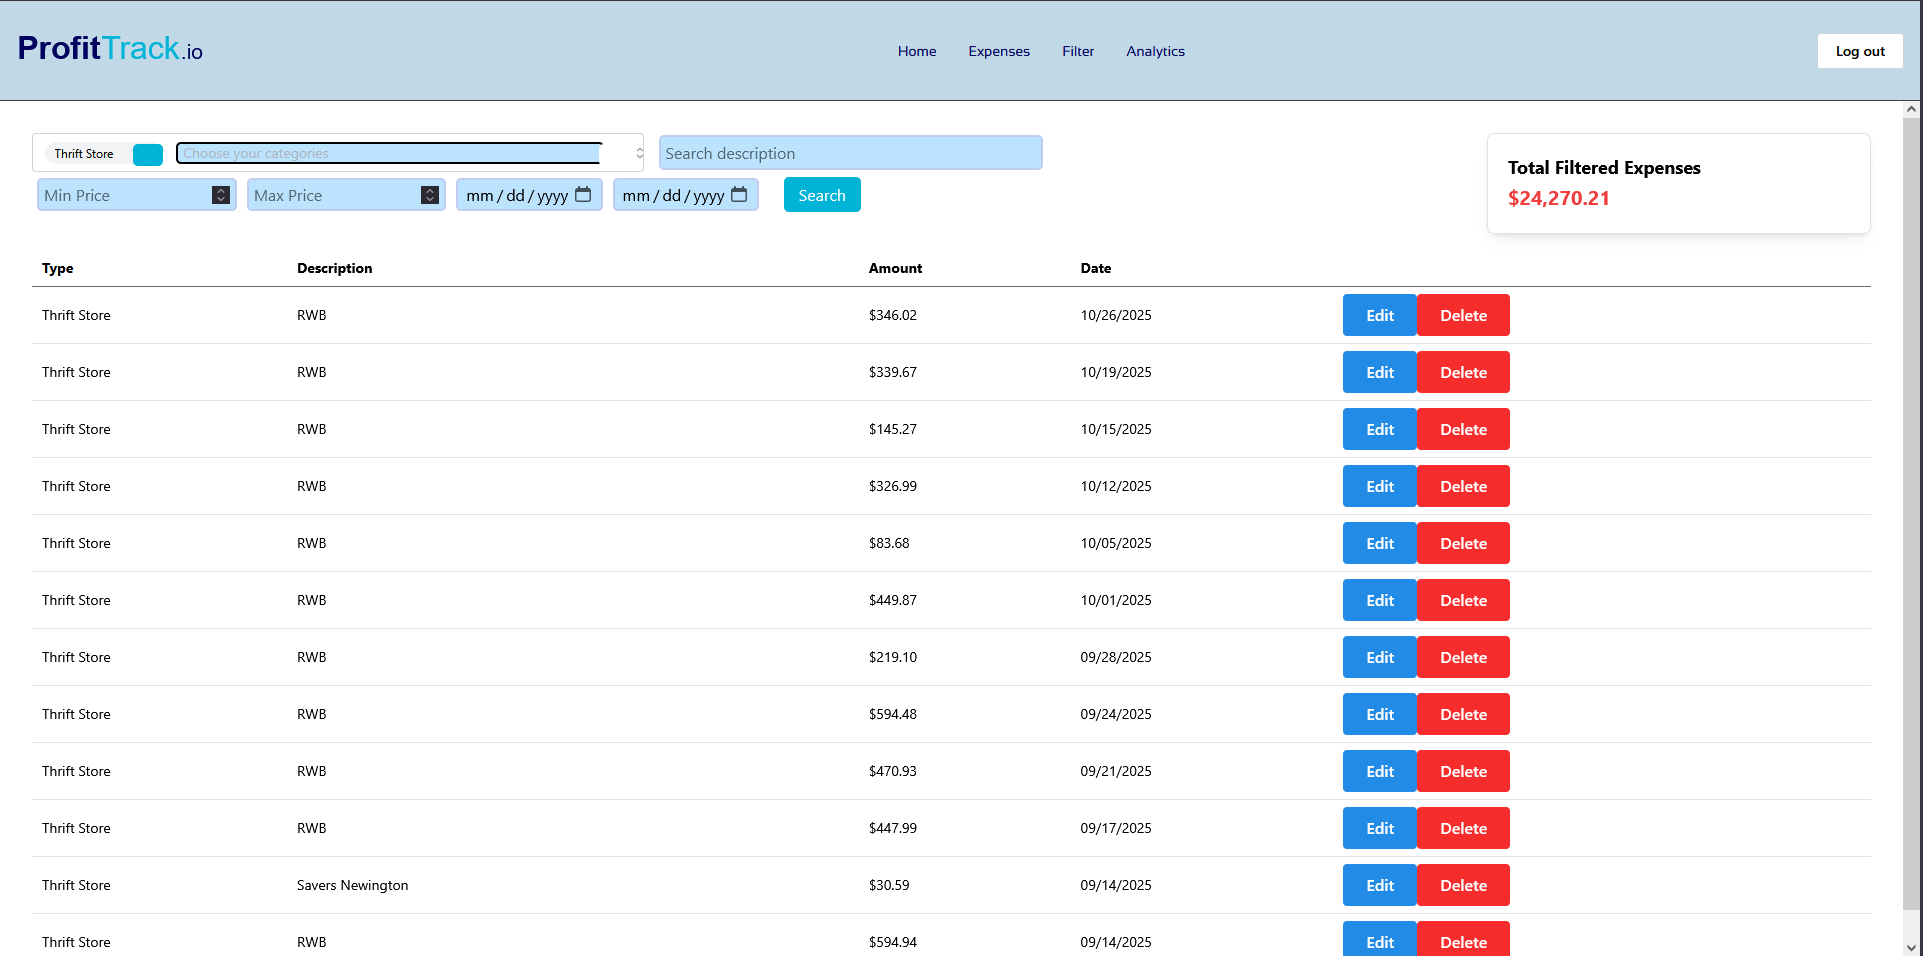 ProfitTrack.io Home Expenses Filter Analytics Log out
Thrift Store Choose your categories Search description
Min Price Max Price mm/dd/yyyy mm/dd/yyyy Search
Total Filtered Expenses
$24,270.21
Type Description Amount Date
Thrift Store RWB $346.02 10/26/2025 Edit Delete
Thrift Store RWB $339.67 10/19/2025 Edit Delete
Thrift Store RWB $145.27 10/15/2025 Edit Delete
Thrift Store RWB $326.99 10/12/2025 Edit Delete
Thrift Store RWB $83.68 10/05/2025 Edit Delete
Thrift Store RWB $449.87 10/01/2025 Edit Delete
Thrift Store RWB $219.10 09/28/2025 Edit Delete
Thrift Store RWB $594.48 09/24/2025 Edit Delete
Thrift Store RWB $470.93 09/21/2025 Edit Delete
Thrift Store RWB $447.99 09/17/2025 Edit Delete
Thrift Store Savers Newington $30.59 09/14/2025 Edit Delete
Thrift Store RWB $594.94 09/14/2025 Edit Delete